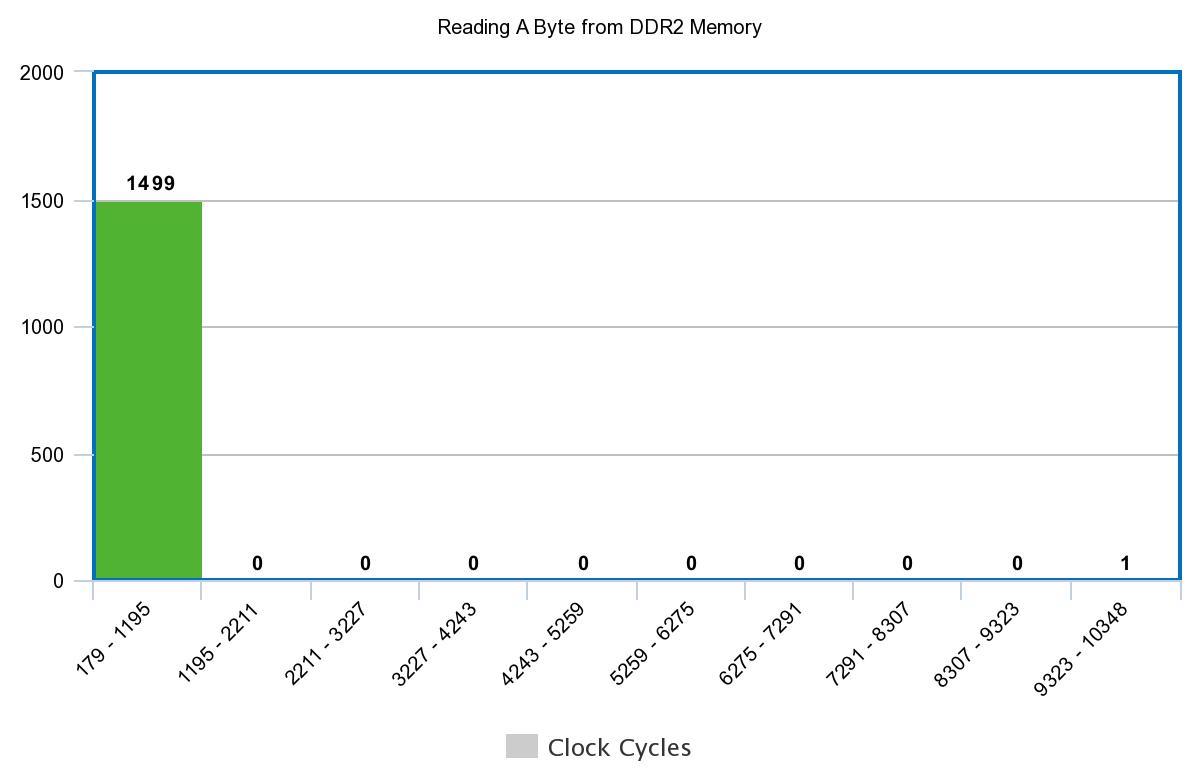 Reading A Byte from DDR2 Memory
2000
1499
1500
1000
500
0 0 0 0 0 0 0 0 1
0
179 - 1195
1195 - 2211
2211 - 3227
3227 - 4243
4243 - 5259
5259 - 6275
6275 - 7291
7291 - 8307
8307 - 9323
9323 - 10348
Clock Cycles